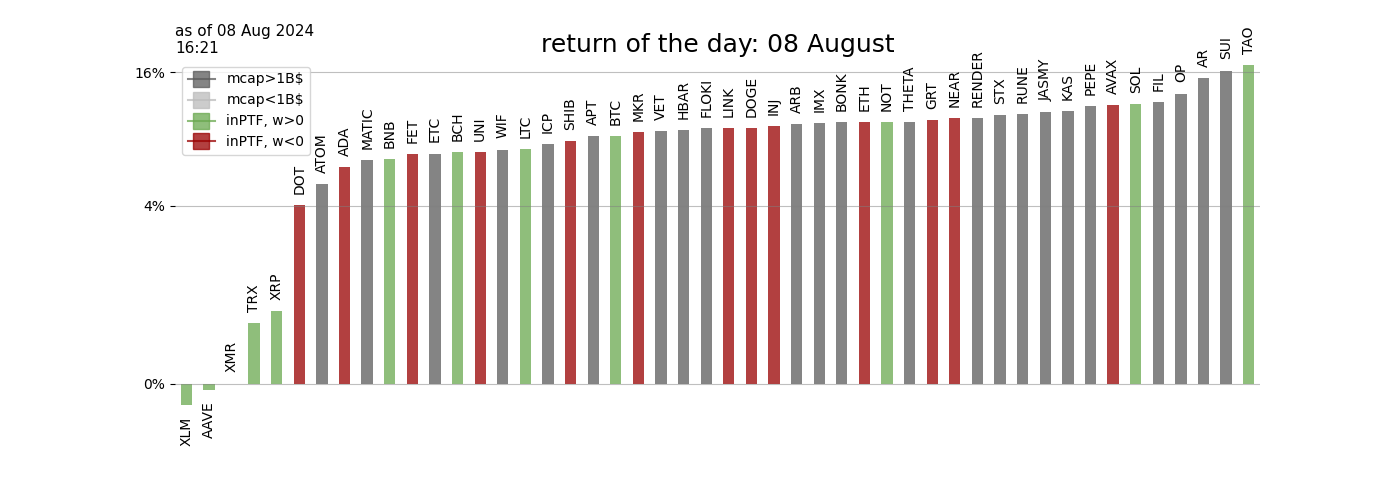 as of 08 Aug 2024
16:21
return of the day: 08 August
mcap>1B$
mcap<1B$
inPTF, w>0
inPTF, w<0
16%
4%
0%
XLM
AAVE
XMR
TRX
XRP
DOT
ATOM
ADA
MATIC
BNB
FET
ETC
BCH
UNI
WIF
LTC
ICP
SHIB
APT
BTC
MKR
VET
HBAR
FLOKI
LINK
DOGE
INJ
ARB
IMX
BONK
ETH
NOT
THETA
GRT
NEAR
RENDER
STX
RUNE
JASMY
KAS
PEPE
AVAX
SOL
FIL
OP
AR
SUI
TAO